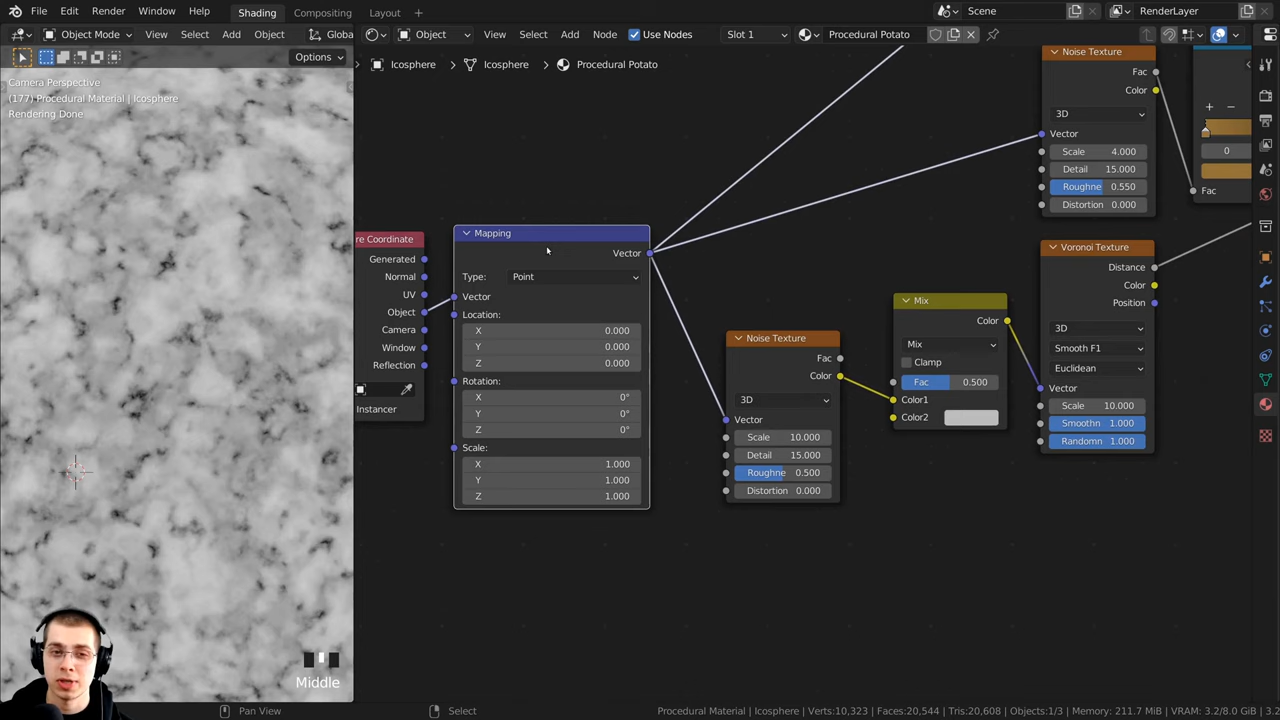 File Edit Render Window Help Shading Compositing Layout + Scene RenderLayer
Object Mode View Select Add Object Globa Object View Select Add Node Use Nodes Slot 1 Procedural Potato
Options
Icosphere > Icosphere > Procedural Potato
Camera Perspective
(177) Procedural Material | Icosphere
Rendering Done
re Coordinate
Generated
Normal
UV
Object
Camera
Window
Reflection
Instancer
Mapping
Vector
Type: Point
Vector
Location:
X 0.000
Y 0.000
Z 0.000
Rotation:
X 0°
Y 0°
Z 0°
Scale:
X 1.000
Y 1.000
Z 1.000
Noise Texture
Fac
Color
3D
Vector
Scale 10.000
Detail 15.000
Roughne 0.500
Distortion 0.000
Mix
Color
Mix
Clamp
Fac 0.500
Color1
Color2
Noise Texture
Fac
Color
3D
Vector
Scale 4.000
Detail 15.000
Roughne 0.550
Distortion 0.000
Voronoi Texture
Distance
Color
Position
3D
Smooth F1
Euclidean
Vector
Scale 10.000
Smoothn 1.000
Randomn 1.000
+ −
0
Fac
Middle
Pan View Select Procedural Material | Icosphere | Verts:10,323 | Faces:20,544 | Tris:20,608 | Objects:1/3 | Memory: 211.7 MiB | VRAM: 3.2/8.0 GiB | 3.2